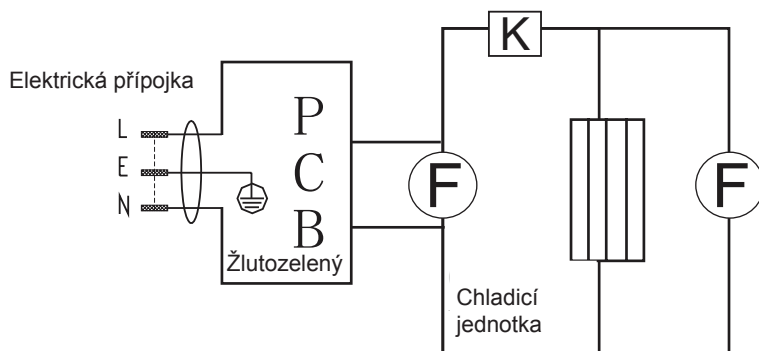 K
Elektrická přípojka
L
E
N
P
C
B
Žlutozelený
F
F
Chladicí
jednotka